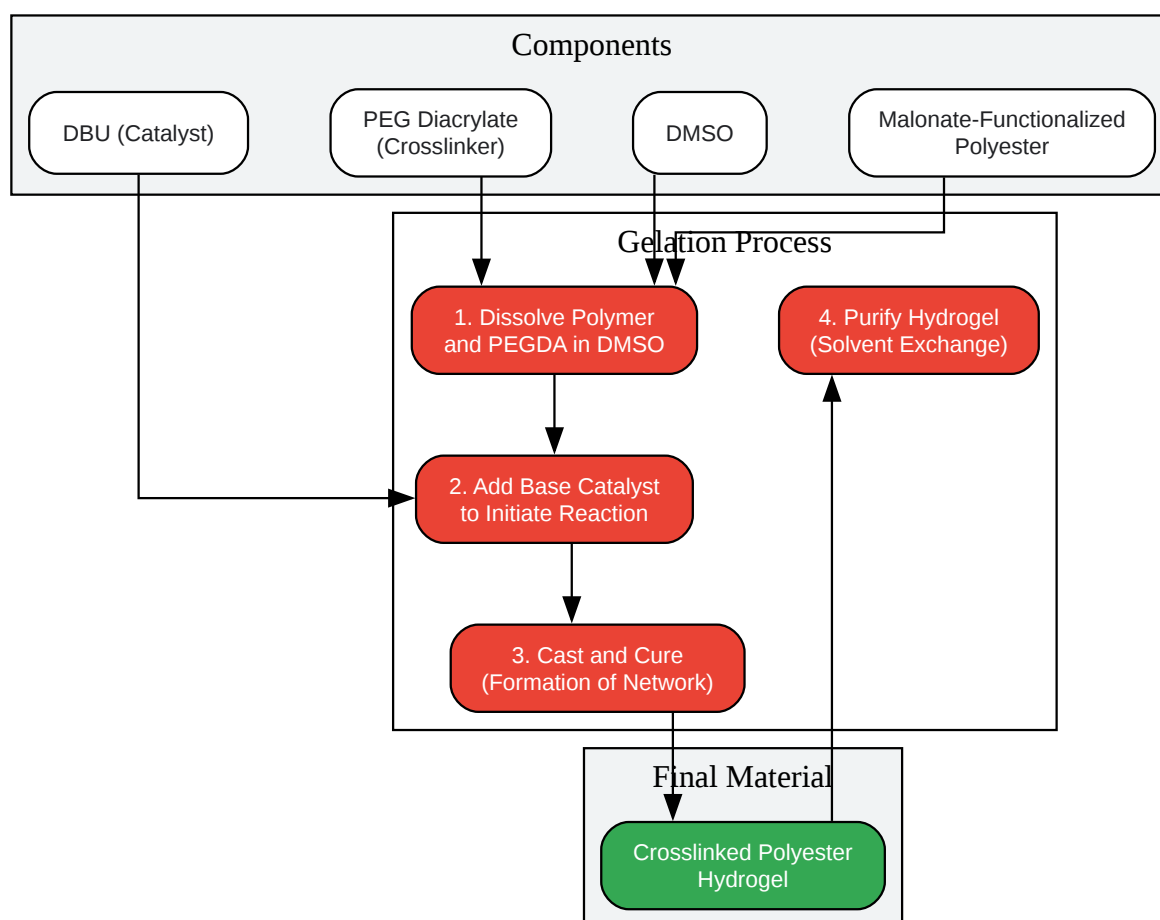 Components
DBU (Catalyst)
PEG Diacrylate
(Crosslinker)
DMSO
Malonate-Functionalized
Polyester
Gelation Process
1. Dissolve Polymer
and PEGDA in DMSO
4. Purify Hydrogel
(Solvent Exchange)
2. Add Base Catalyst
to Initiate Reaction
3. Cast and Cure
(Formation of Network)
Final Material
Crosslinked Polyester
Hydrogel